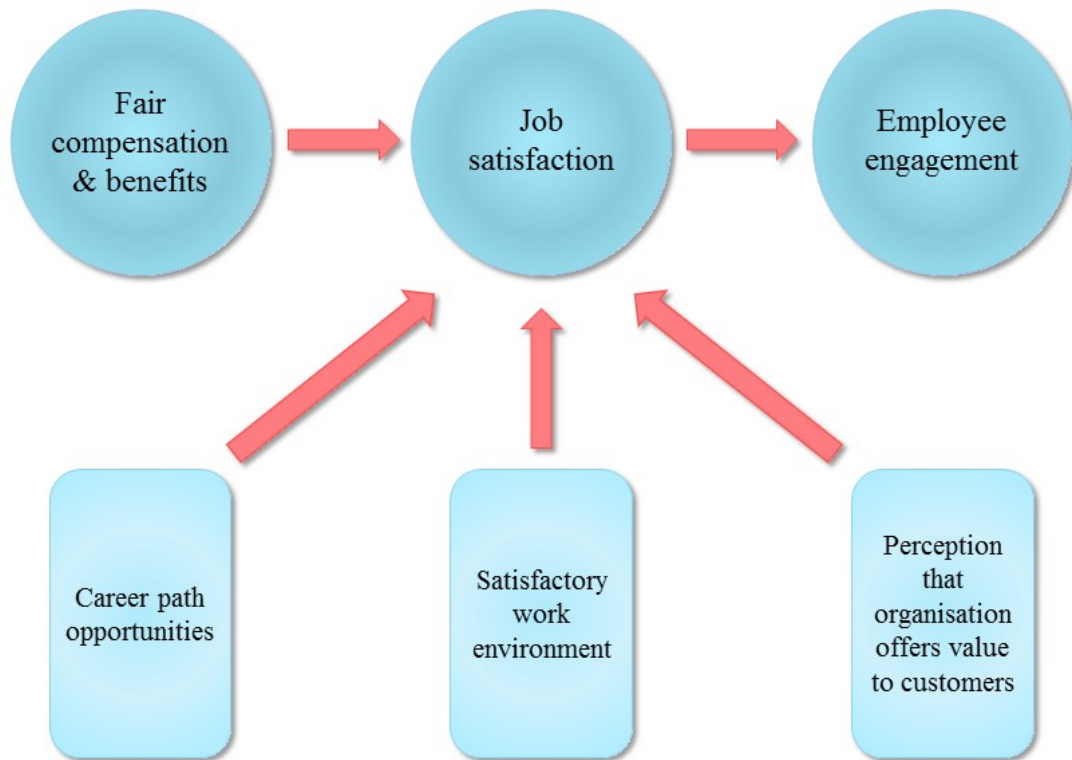 Fair
compensation
& benefits
Job
satisfaction
Employee
engagement
Career path
opportunities
Satisfactory
work
environment
Perception
that
organisation
offers value
to customers